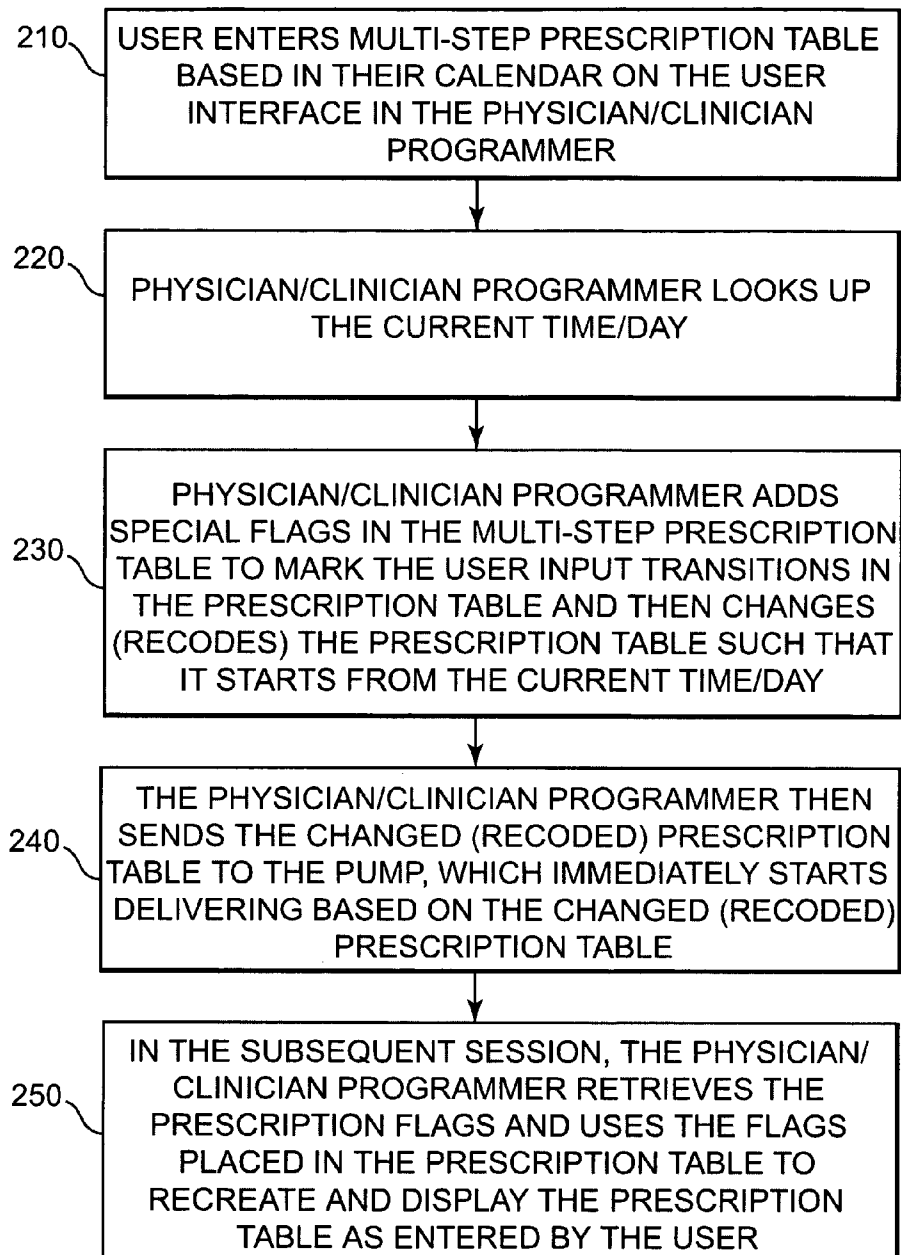 210
USER ENTERS MULTI-STEP PRESCRIPTION TABLE
BASED IN THEIR CALENDAR ON THE USER
INTERFACE IN THE PHYSICIAN/CLINICIAN
PROGRAMMER
220
PHYSICIAN/CLINICIAN PROGRAMMER LOOKS UP
THE CURRENT TIME/DAY
230
PHYSICIAN/CLINICIAN PROGRAMMER ADDS
SPECIAL FLAGS IN THE MULTI-STEP PRESCRIPTION
TABLE TO MARK THE USER INPUT TRANSITIONS IN
THE PRESCRIPTION TABLE AND THEN CHANGES
(RECODES) THE PRESCRIPTION TABLE SUCH THAT
IT STARTS FROM THE CURRENT TIME/DAY
240
THE PHYSICIAN/CLINICIAN PROGRAMMER THEN
SENDS THE CHANGED (RECODED) PRESCRIPTION
TABLE TO THE PUMP, WHICH IMMEDIATELY STARTS
DELIVERING BASED ON THE CHANGED (RECODED)
PRESCRIPTION TABLE
250
IN THE SUBSEQUENT SESSION, THE PHYSICIAN/
CLINICIAN PROGRAMMER RETRIEVES THE
PRESCRIPTION FLAGS AND USES THE FLAGS
PLACED IN THE PRESCRIPTION TABLE TO
RECREATE AND DISPLAY THE PRESCRIPTION
TABLE AS ENTERED BY THE USER